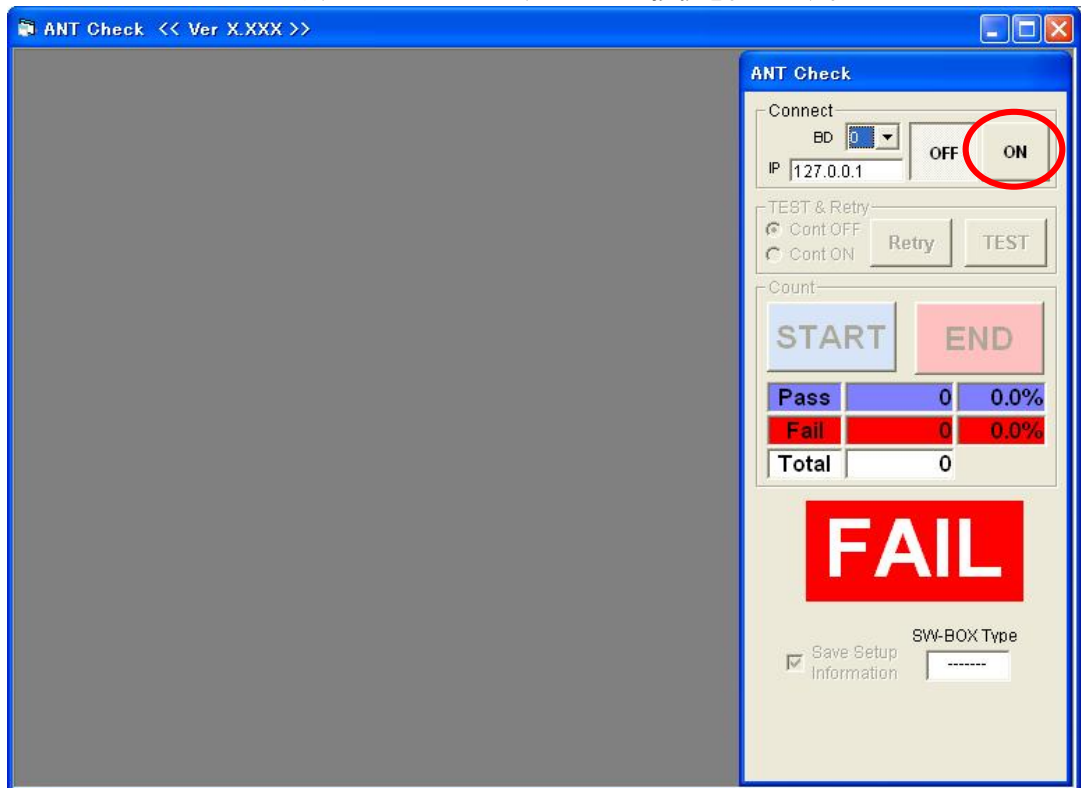 ANT Check << Ver X.XXX >>
ANT Check
Connect
BD 0
OFF ON
IP 127.0.0.1
TEST & Retry
Cont OFF
Cont ON
Retry TEST
Count
START END
Pass 0 0.0%
Fail 0 0.0%
Total 0
FAIL
SW-BOX Type
Save Setup
Information
-------